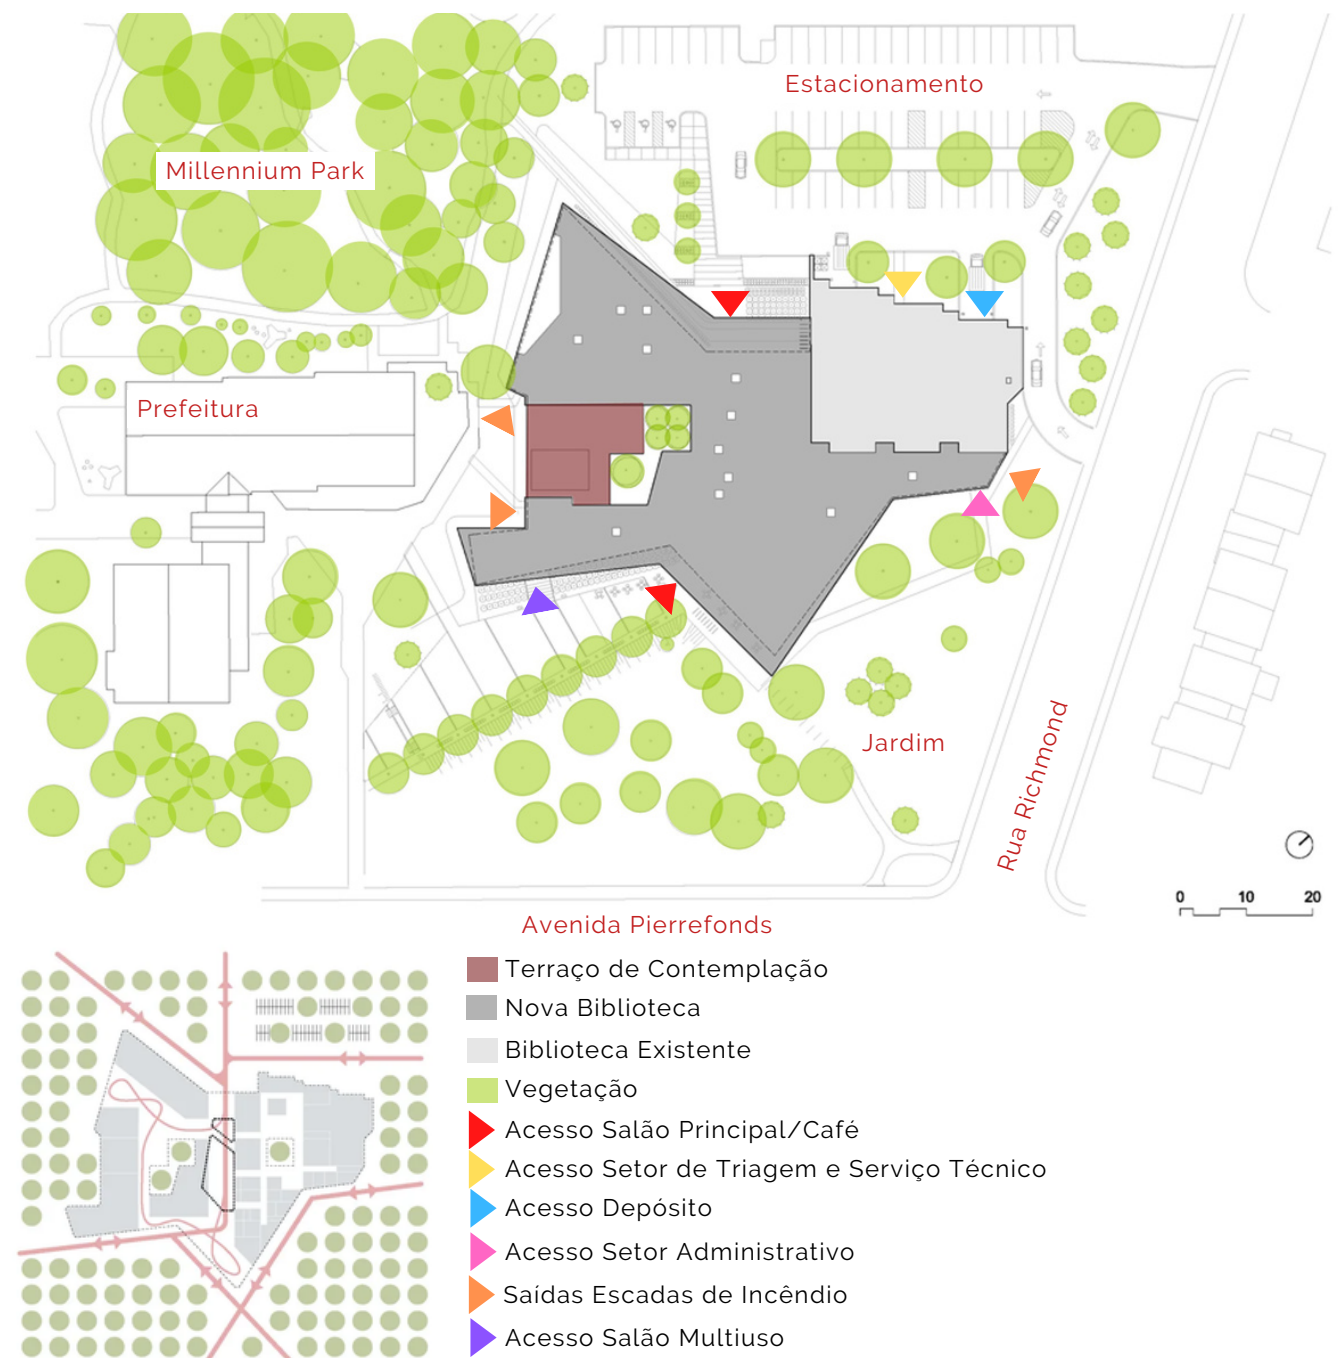 Estacionamento
Millennium Park
Prefeitura
Jardim
Rua Richmond
0 10 20
Avenida Pierrefonds
Terraço de Contemplação
Nova Biblioteca
Biblioteca Existente
Vegetação
Acesso Salão Principal/Café
Acesso Setor de Triagem e Serviço Técnico
Acesso Depósito
Acesso Setor Administrativo
Saídas Escadas de Incêndio
Acesso Salão Multiuso